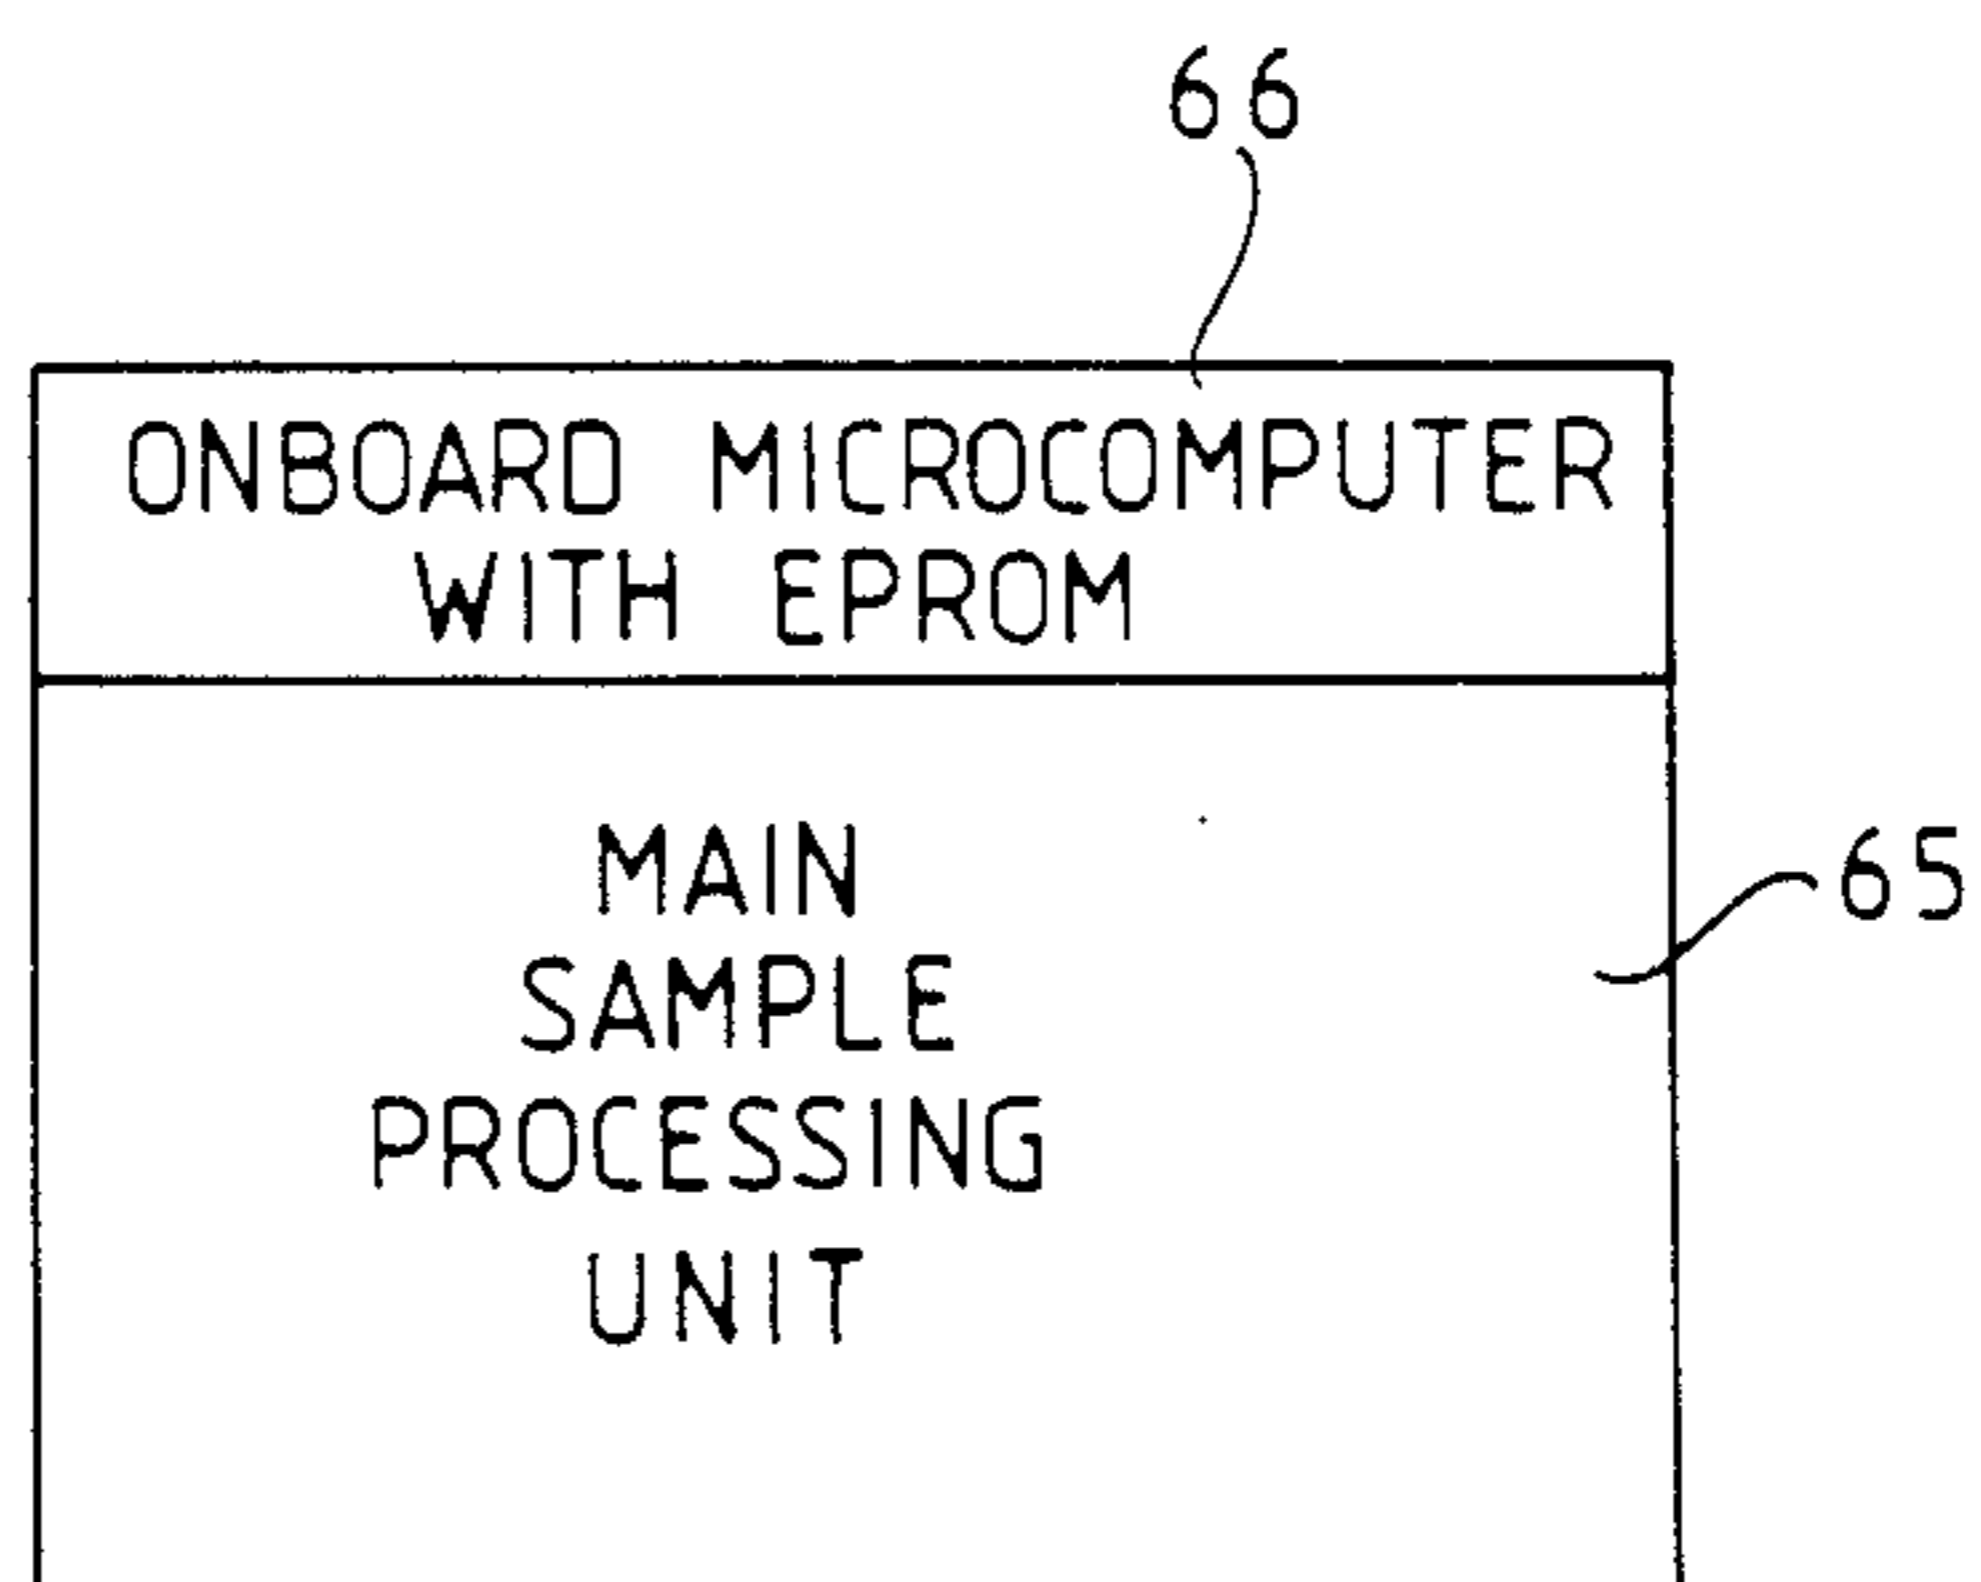 66
ONBOARD MICROCOMPUTER
WITH EPROM
MAIN
SAMPLE
PROCESSING
UNIT
65